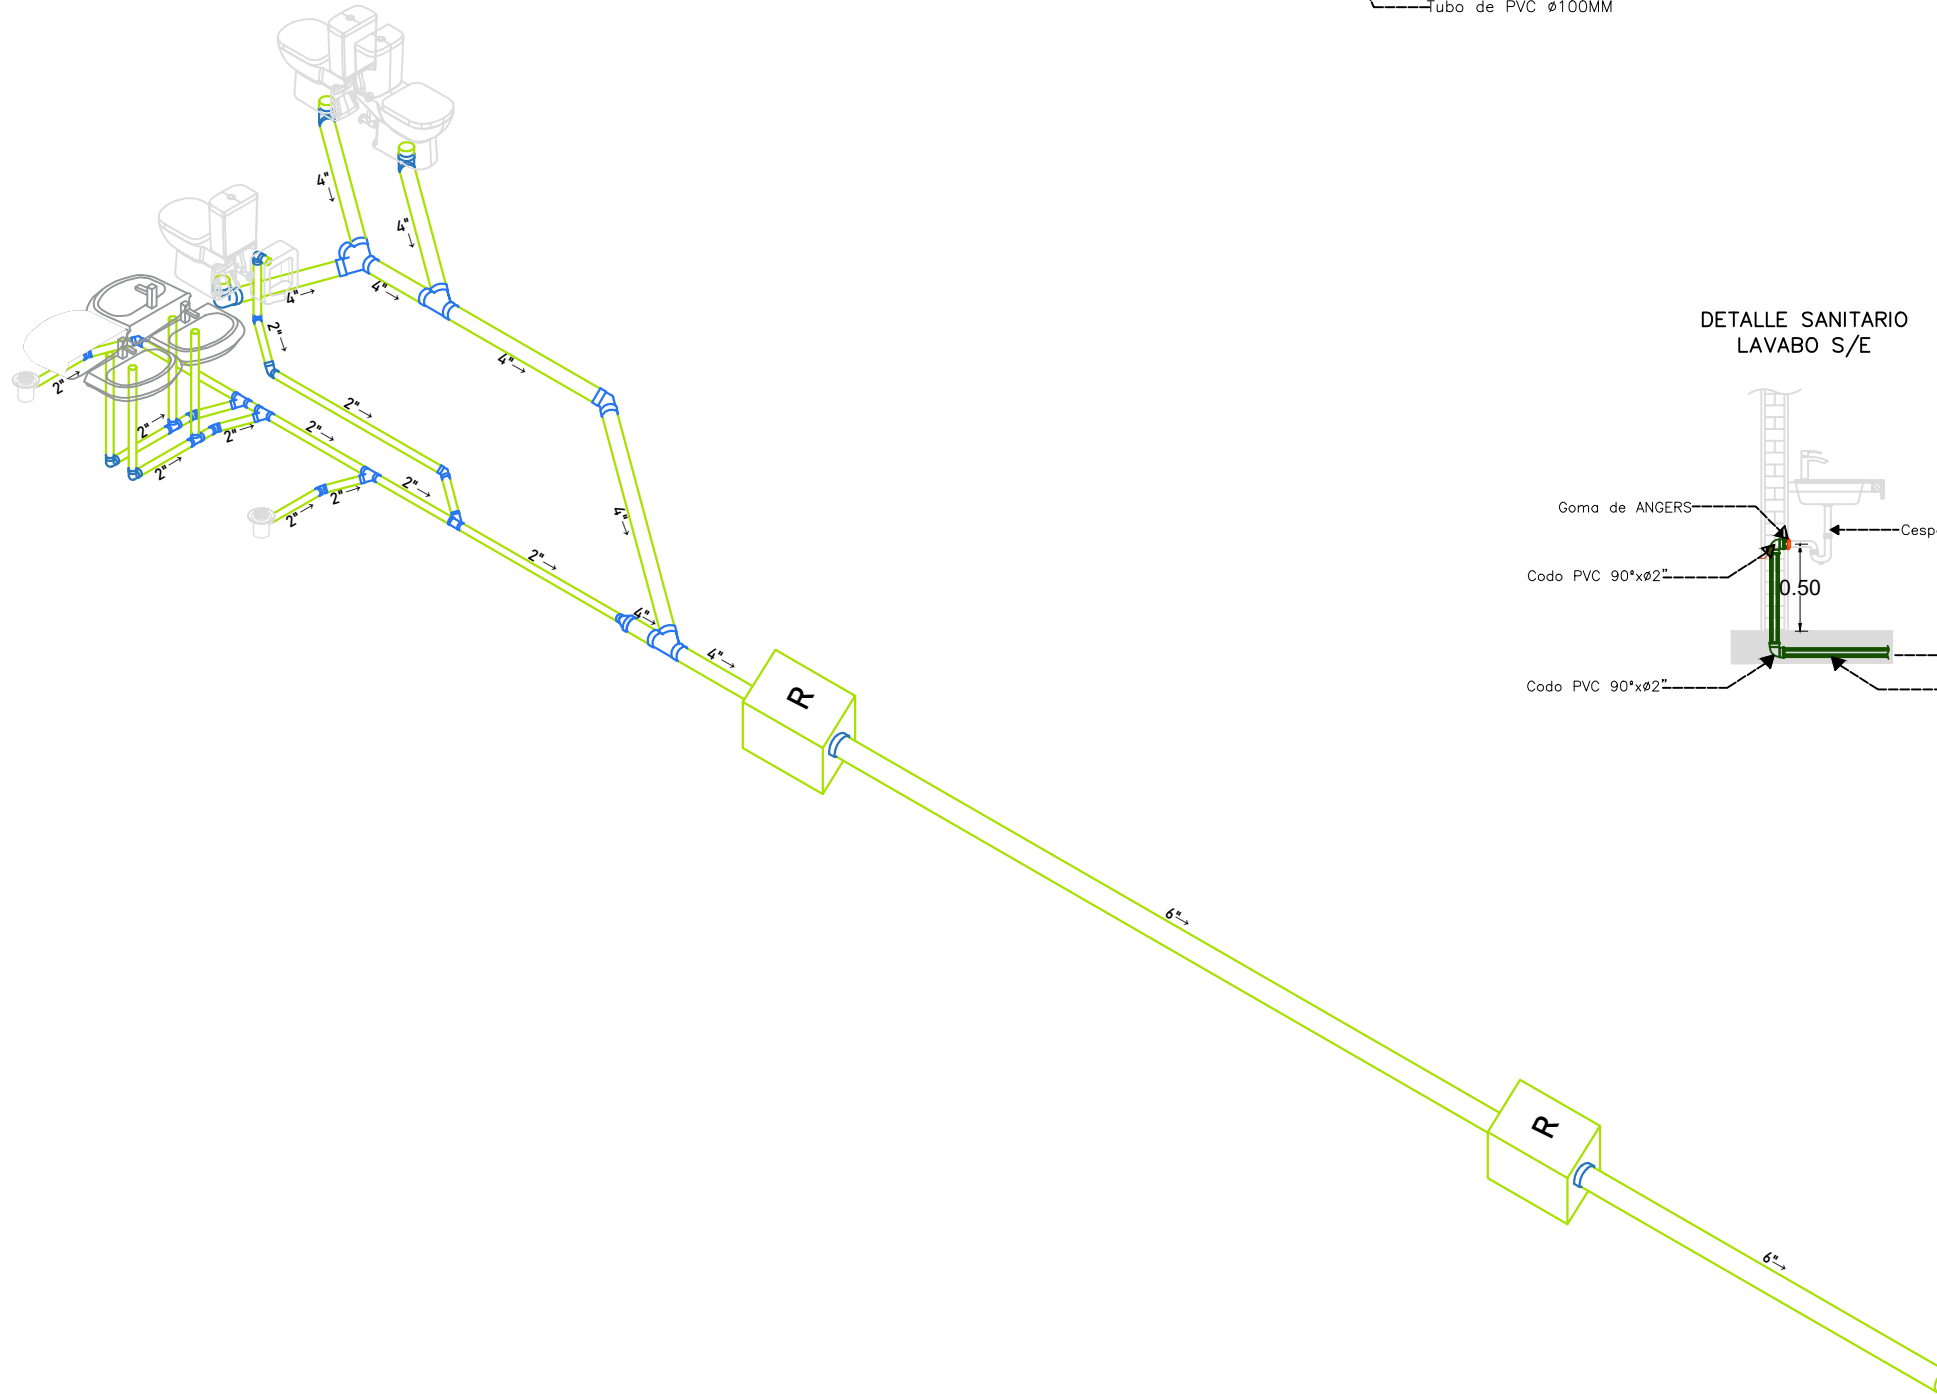 Tubo de PVC ø100MM
4"
4"
4"
4"
2"
4"
2"
2"
2"
2"
2"
2"
2"
2"
2"
4"
2"
4"
4"
R
6"
R
6"
DETALLE SANITARIO
LAVABO S/E
Goma de ANGERS
Codo PVC 90°xø2"
0.50
Codo PVC 90°xø2"